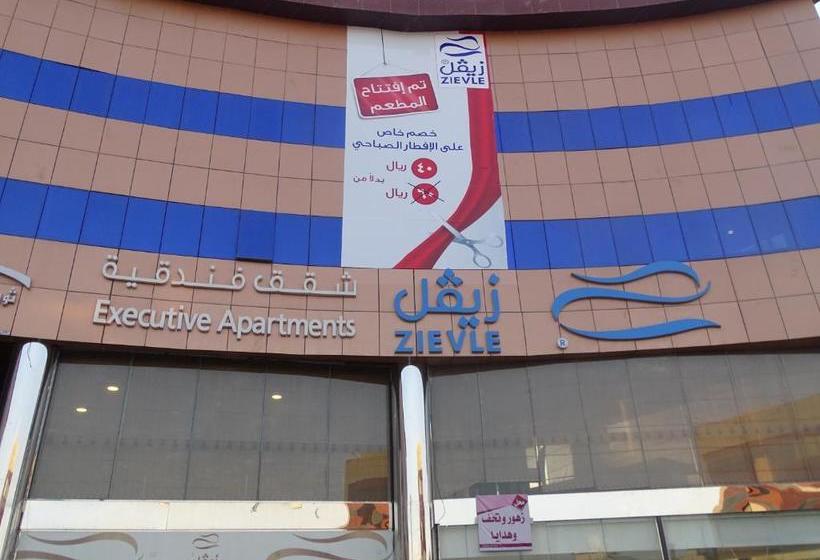 زيڤل
ZIEVLE
تم إفتتاح
المطعم
خصم خاص
على الإفطار الصباحي
٤٠ ريال
بدلاً من
٦٠ ريال
شقق فندقية
Executive Apartments
زيڤل
ZIEVLE
®
زهور وتحف
وهدايا
زيڤل